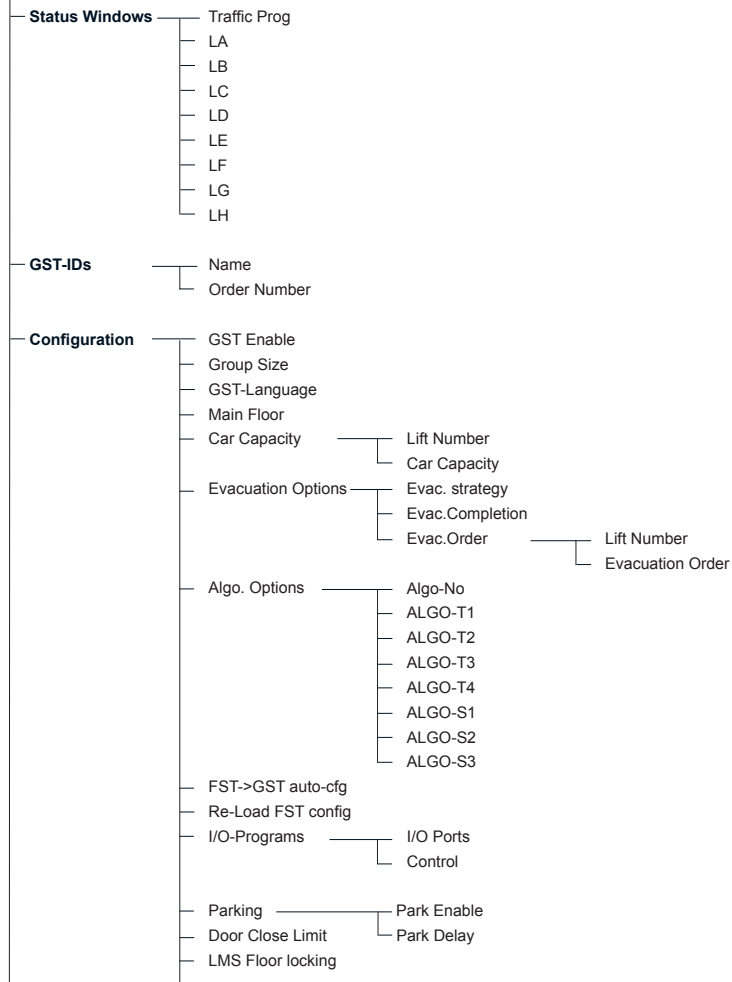 Status Windows Traffic Prog
LA
LB
LC
LD
LE
LF
LG
LH
GST-IDs Name
Order Number
Configuration GST Enable
Group Size
GST-Language
Main Floor
Car Capacity Lift Number
Car Capacity
Evacuation Options Evac. strategy
Evac.Completion
Evac.Order Lift Number
Evacuation Order
Algo. Options Algo-No
ALGO-T1
ALGO-T2
ALGO-T3
ALGO-T4
ALGO-S1
ALGO-S2
ALGO-S3
FST->GST auto-cfg
Re-Load FST config
I/O-Programs I/O Ports
Control
Parking Park Enable
Door Close Limit Park Delay
LMS Floor locking